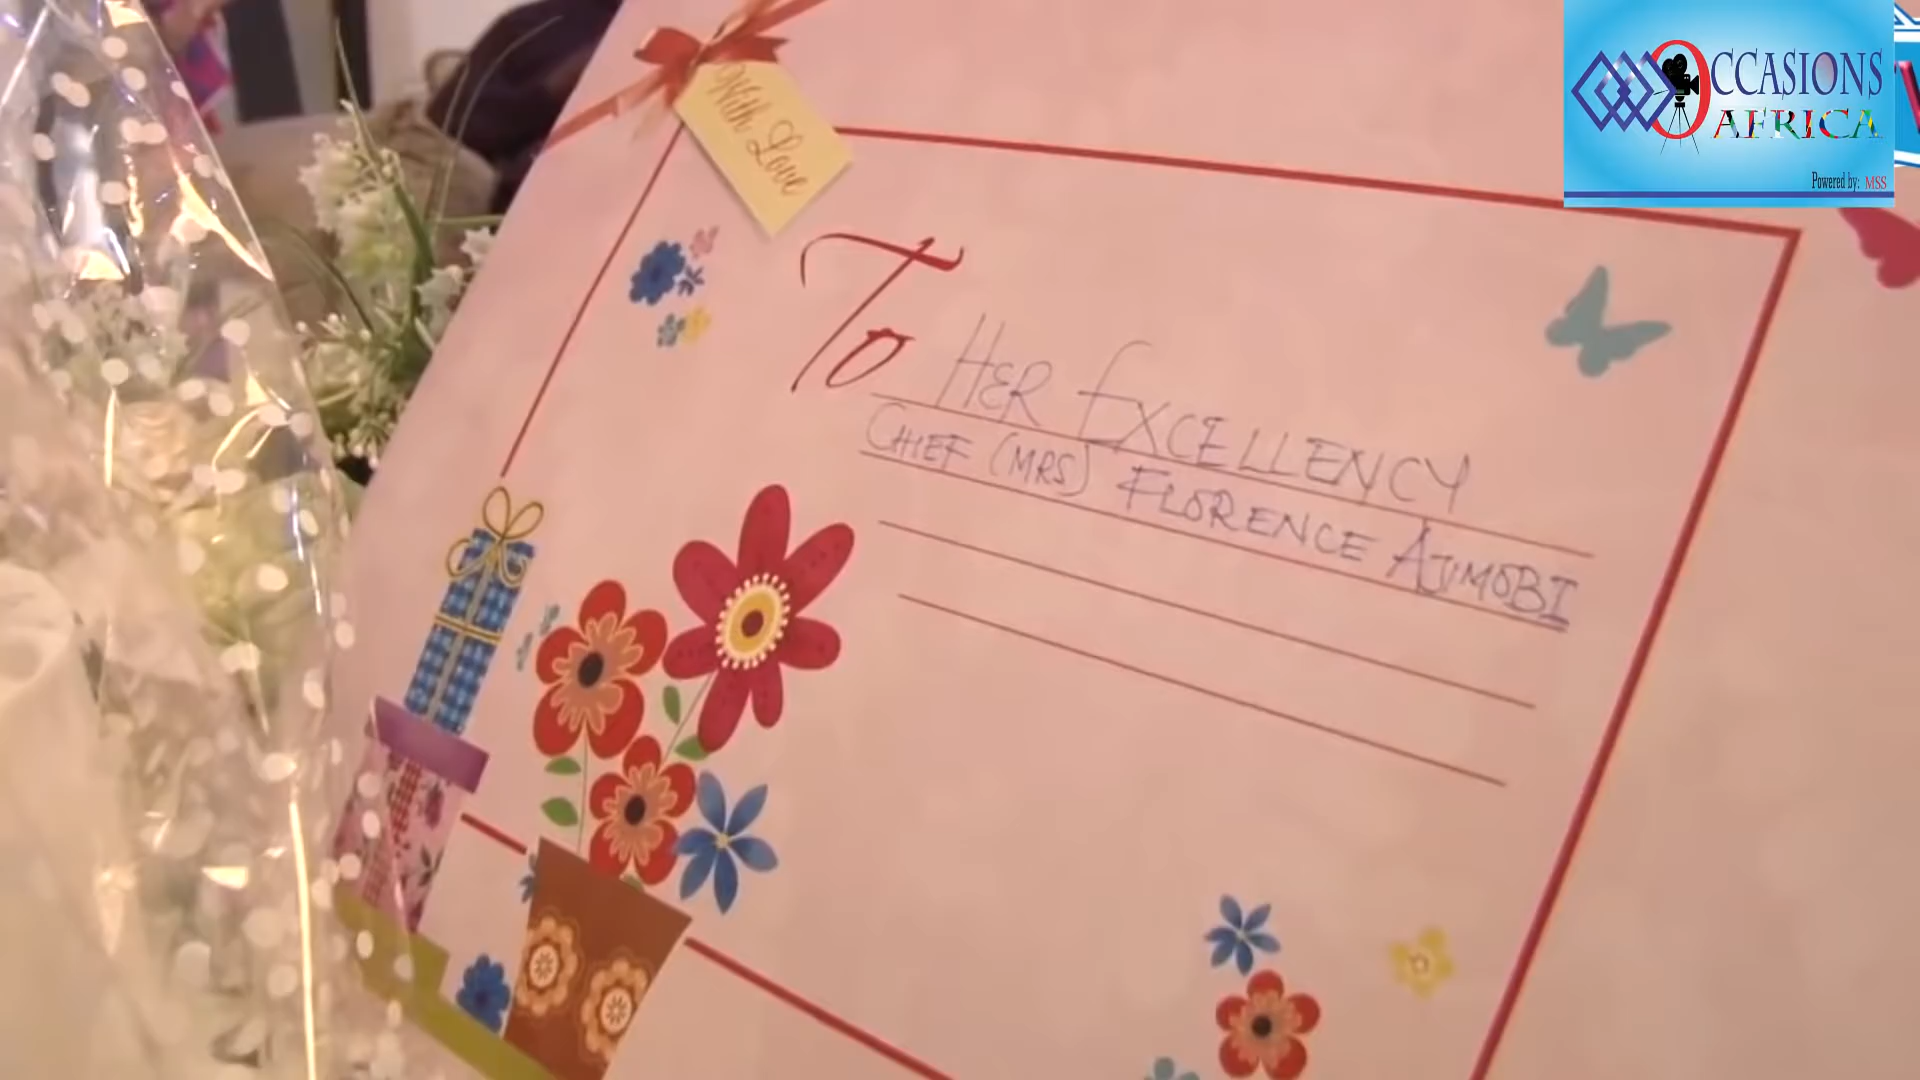 With Love
To HER EXCELLENCY
CHIEF (MRS) FLORENCE AJIMOBI
OCCASIONS
AFRICA
Powered by: MSS